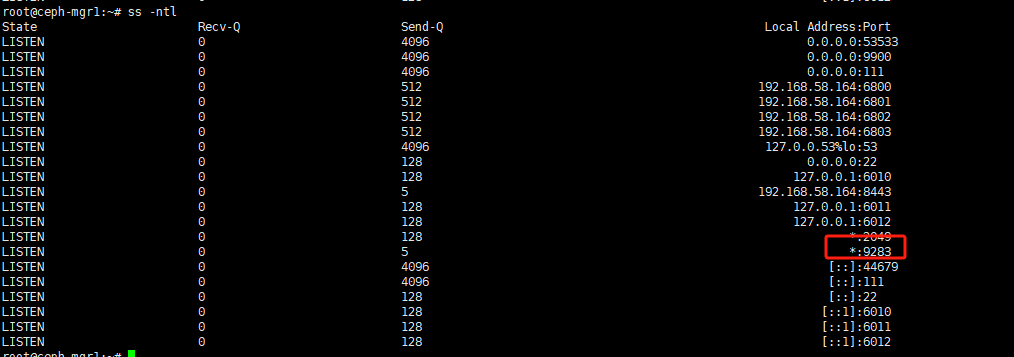 root@ceph-mgr1:~# ss -ntl
State Recv-Q Send-Q Local Address:Port
LISTEN 0 4096 0.0.0.0:53533
LISTEN 0 4096 0.0.0.0:9900
LISTEN 0 4096 0.0.0.0:111
LISTEN 0 512 192.168.58.164:6800
LISTEN 0 512 192.168.58.164:6801
LISTEN 0 512 192.168.58.164:6802
LISTEN 0 512 192.168.58.164:6803
LISTEN 0 4096 127.0.0.53%lo:53
LISTEN 0 128 0.0.0.0:22
LISTEN 0 128 127.0.0.1:6010
LISTEN 0 5 192.168.58.164:8443
LISTEN 0 128 127.0.0.1:6011
LISTEN 0 128 127.0.0.1:6012
LISTEN 0 128 *:2049
LISTEN 0 5 *:9283
LISTEN 0 4096 [::]:44679
LISTEN 0 4096 [::]:111
LISTEN 0 128 [::]:22
LISTEN 0 128 [::1]:6010
LISTEN 0 128 [::1]:6011
LISTEN 0 128 [::1]:6012
root@ceph-mgr1:~#